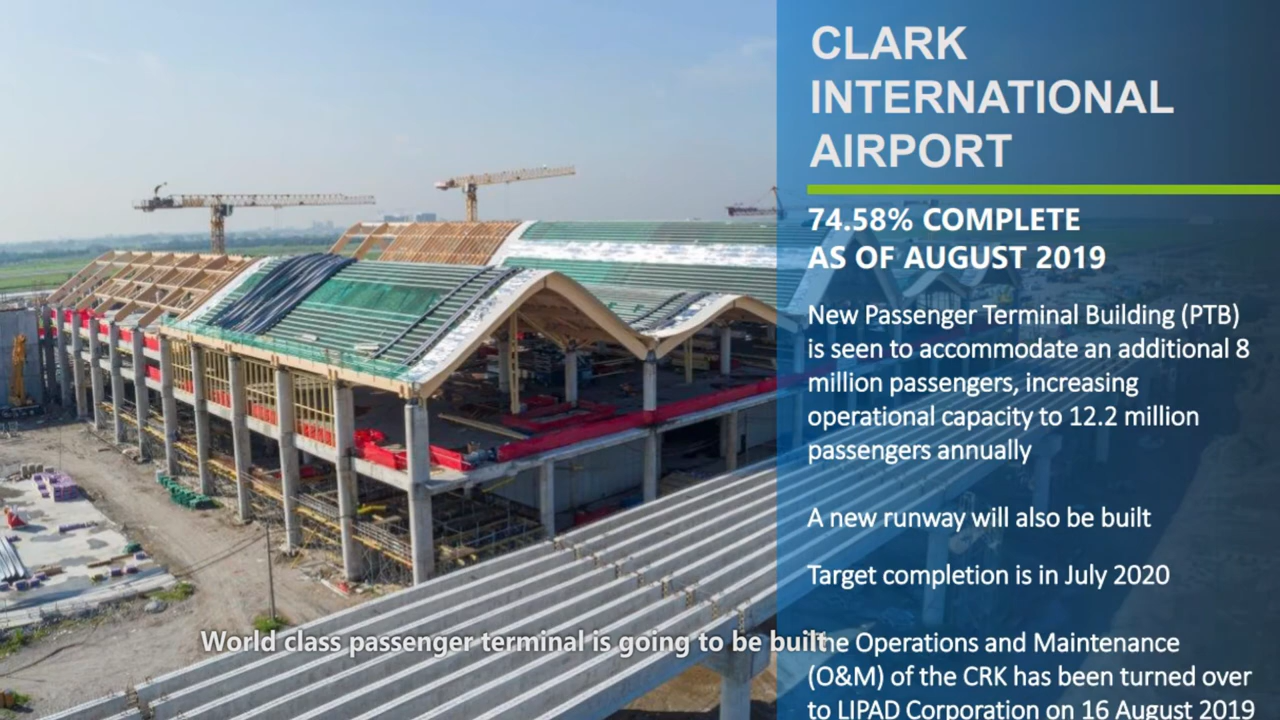 CLARK
INTERNATIONAL
AIRPORT
74.58% COMPLETE
AS OF AUGUST 2019
New Passenger Terminal Building (PTB)
is seen to accommodate an additional 8
million passengers, increasing
operational capacity to 12.2 million
passengers annually
A new runway will also be built
Target completion is in July 2020
World class passenger terminal is going to be built
The Operations and Maintenance
(O&M) of the CRK has been turned over
to LIPAD Corporation on 16 August 2019